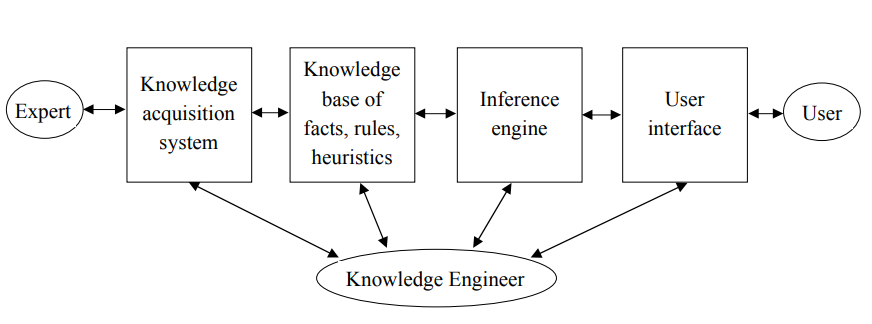 Expert
Knowledge
acquisition
system
Knowledge
base of
facts, rules,
heuristics
Inference
engine
User
interface
User
Knowledge Engineer